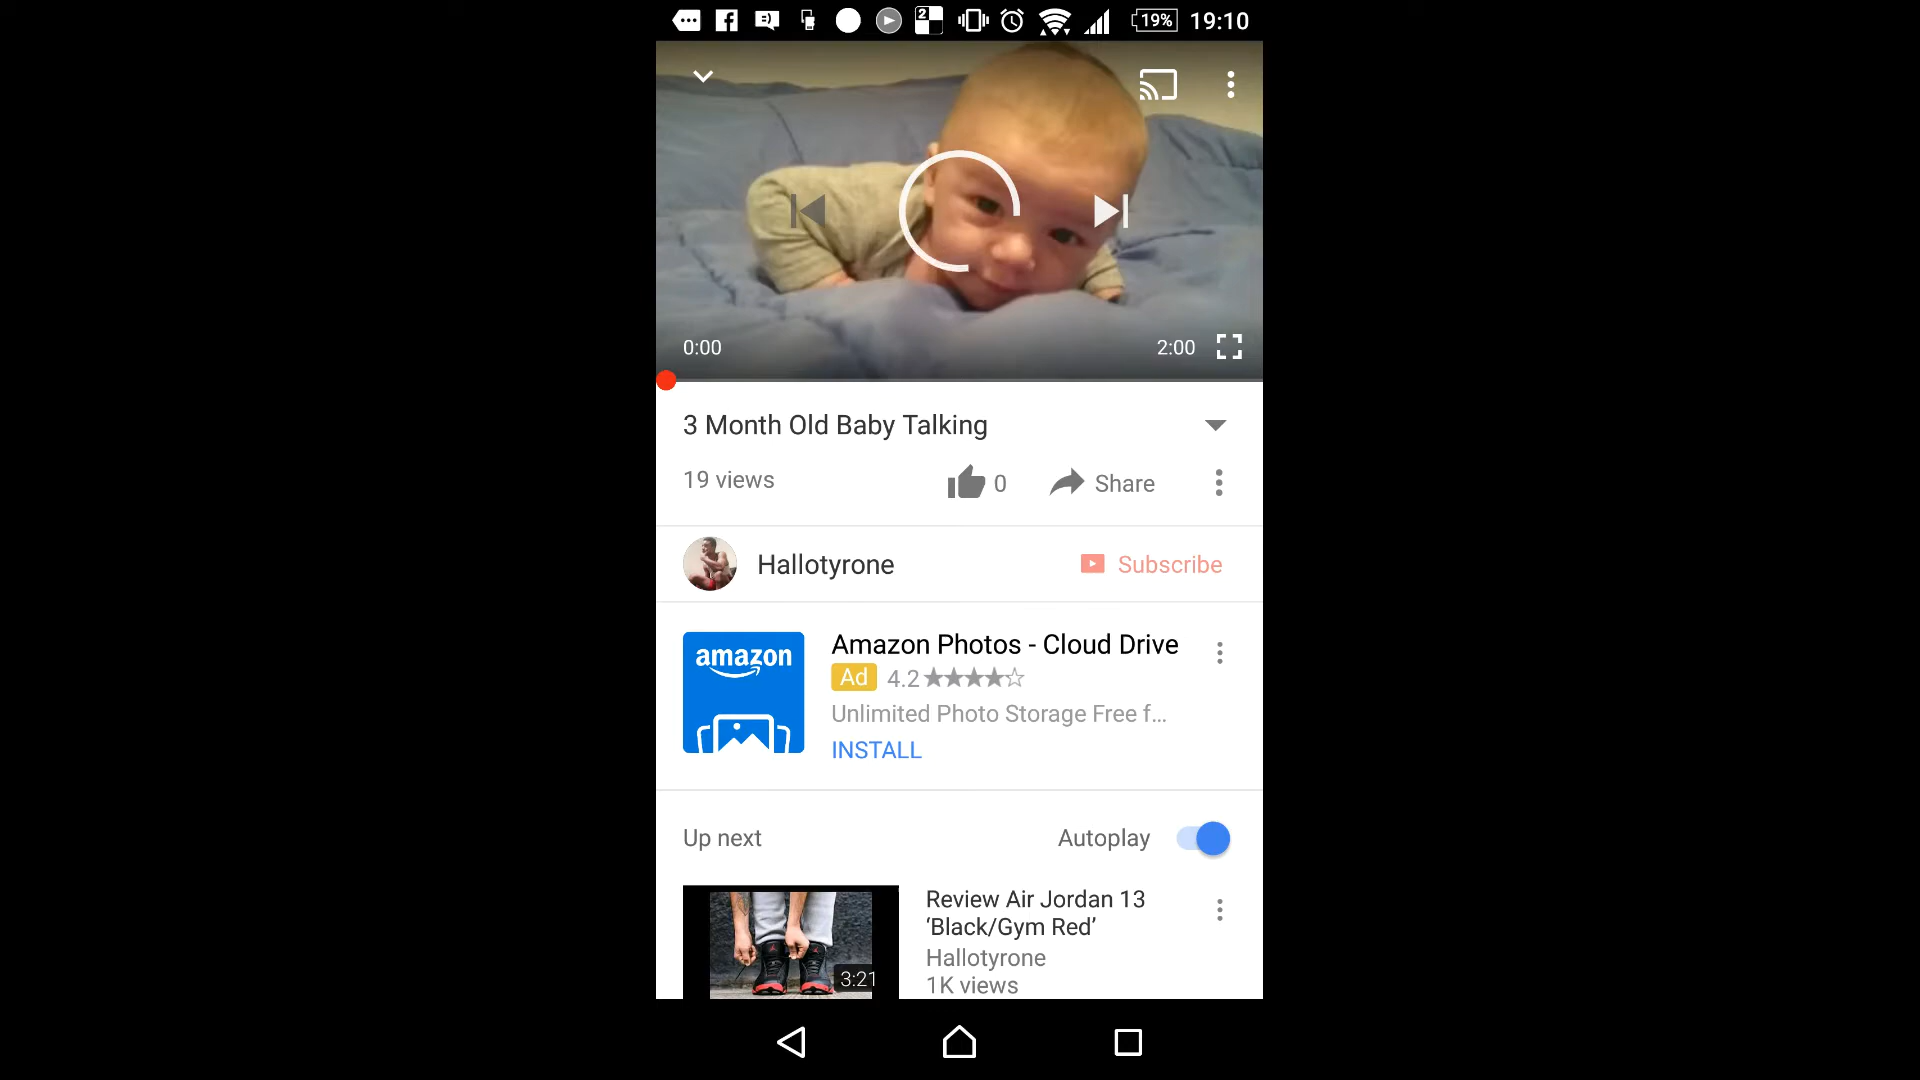 2
19%
19:10
0:00
2:00
3 Month Old Baby Talking
19 views
0
Share
Hallotyrone
Subscribe
amazon
Amazon Photos - Cloud Drive
Ad 4.2
Unlimited Photo Storage Free f...
INSTALL
Up next
Autoplay
3:21
Review Air Jordan 13
‘Black/Gym Red’
Hallotyrone
1K views